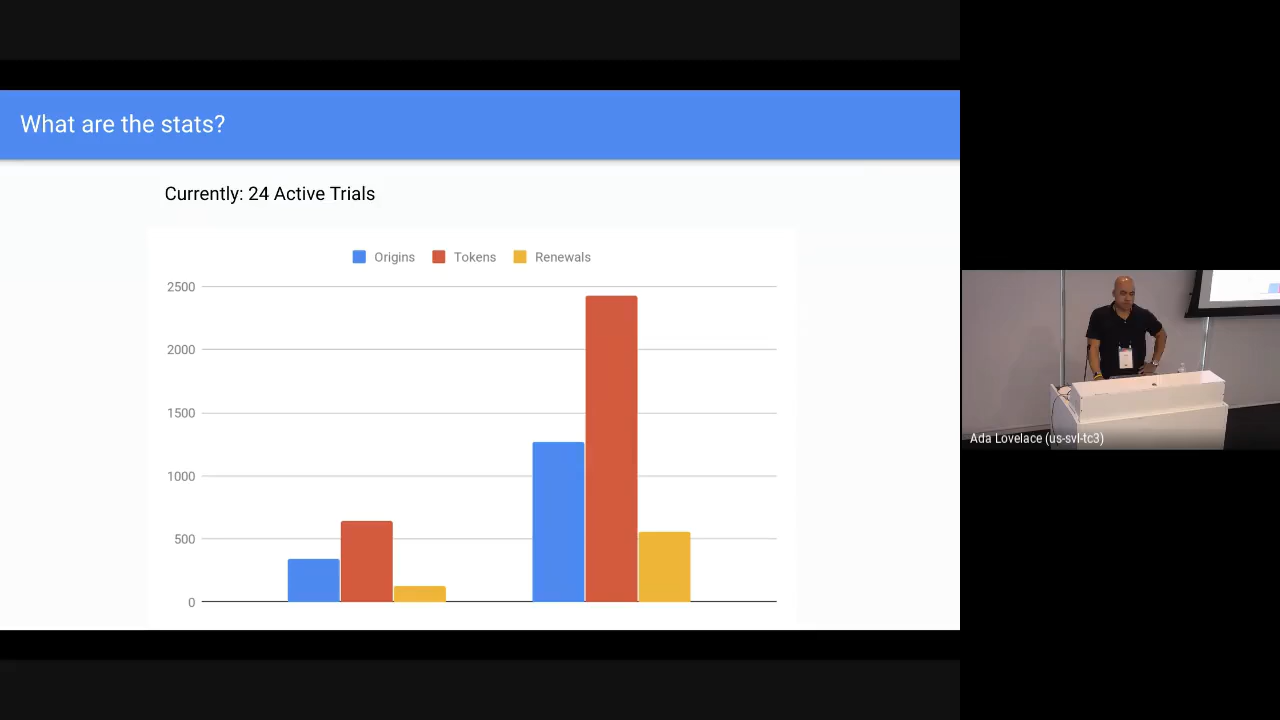 What are the stats?
Currently: 24 Active Trials
Origins Tokens Renewals
2500
2000
1500
1000
500
0
Ada Lovelace (us-svl-tc3)